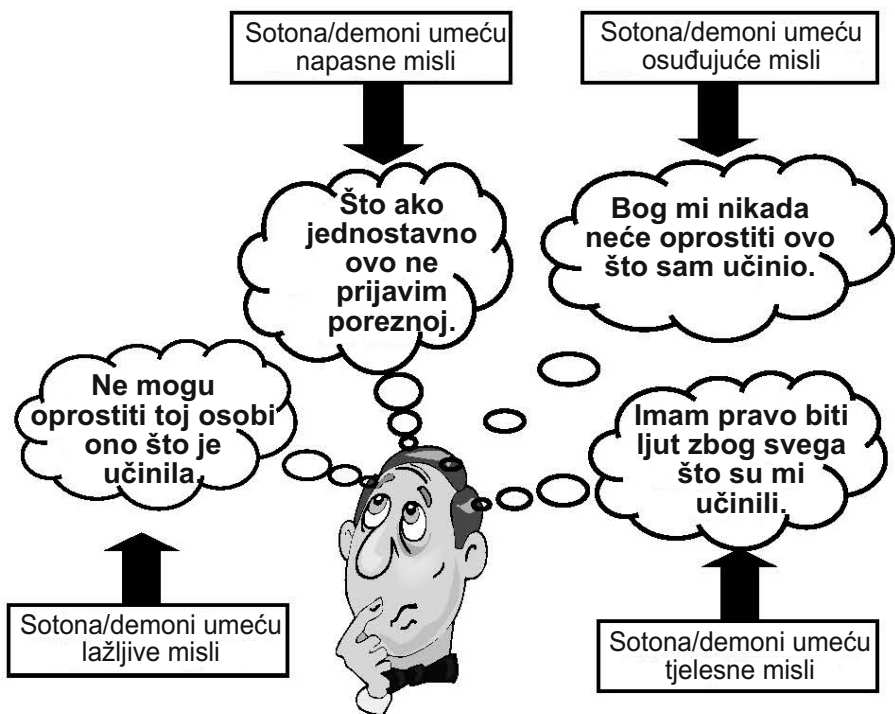 Sotona/demoni umeću
napasne misli
Sotona/demoni umeću
osuđujuće misli
Što ako
jednostavno
ovo ne
prijavim
poreznoj.
Bog mi nikada
neće oprostiti ovo
što sam učinio.
Ne mogu
oprostiti toj osobi
ono što je
učinila.
Imam pravo biti
ljut zbog svega
što su mi
učinili.
Sotona/demoni umeću
lažljive misli
Sotona/demoni umeću
tjelesne misli